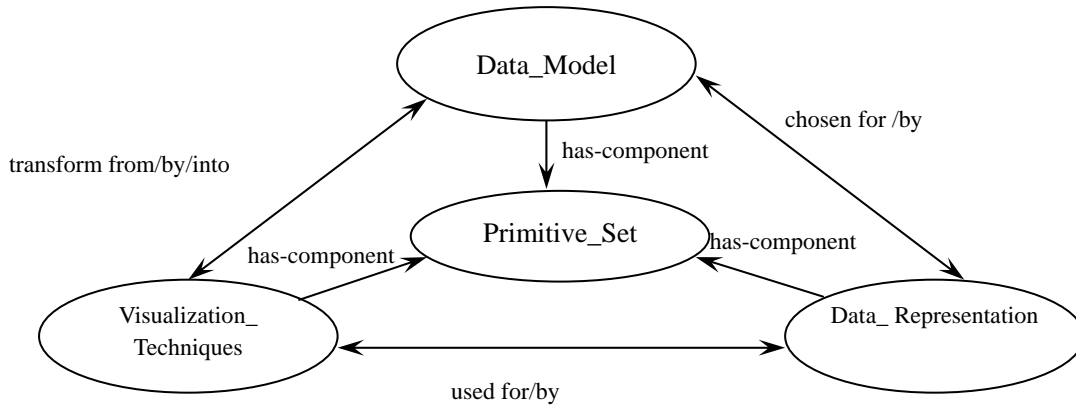 Data_Model
chosen for /by
has-component
transform from/by/into
Primitive_Set
has-component
has-component
Visualization_
Techniques
Data_ Representation
used for/by